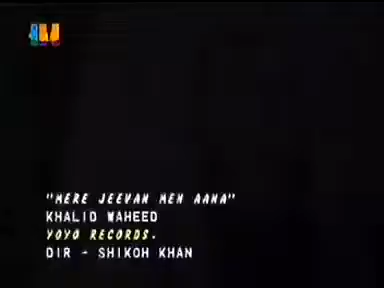 "MERE JEEVAN MEN AANA"
KHALID WAHEED
YOYO RECORDS.
DIR - SHIKOH KHAN